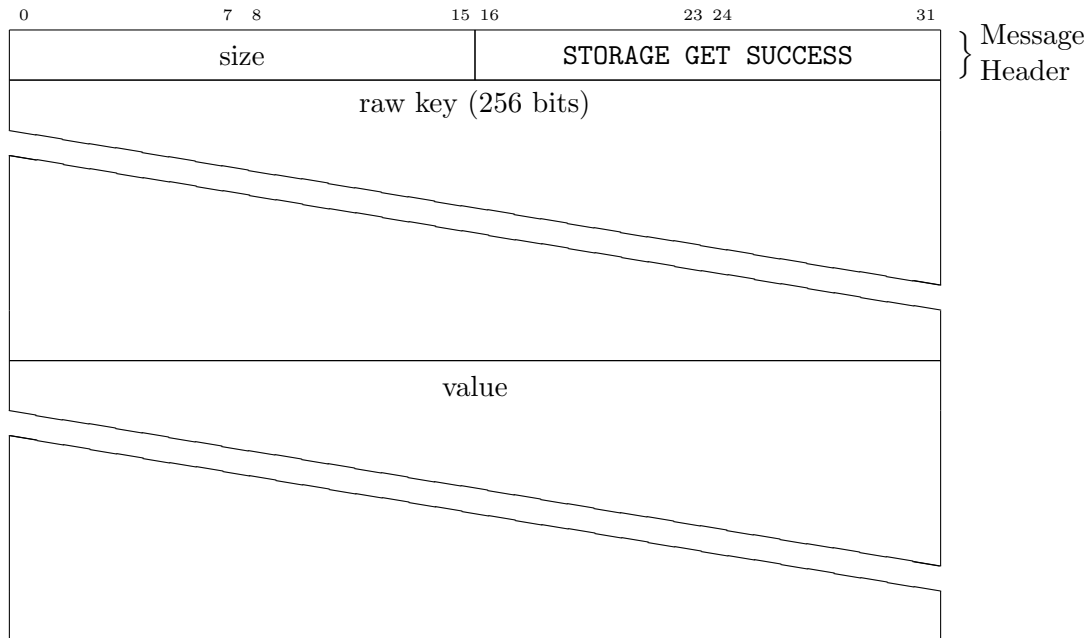 0 7 8 15 16 23 24 31
size STORAGE GET SUCCESS Message
Header
raw key (256 bits)
value